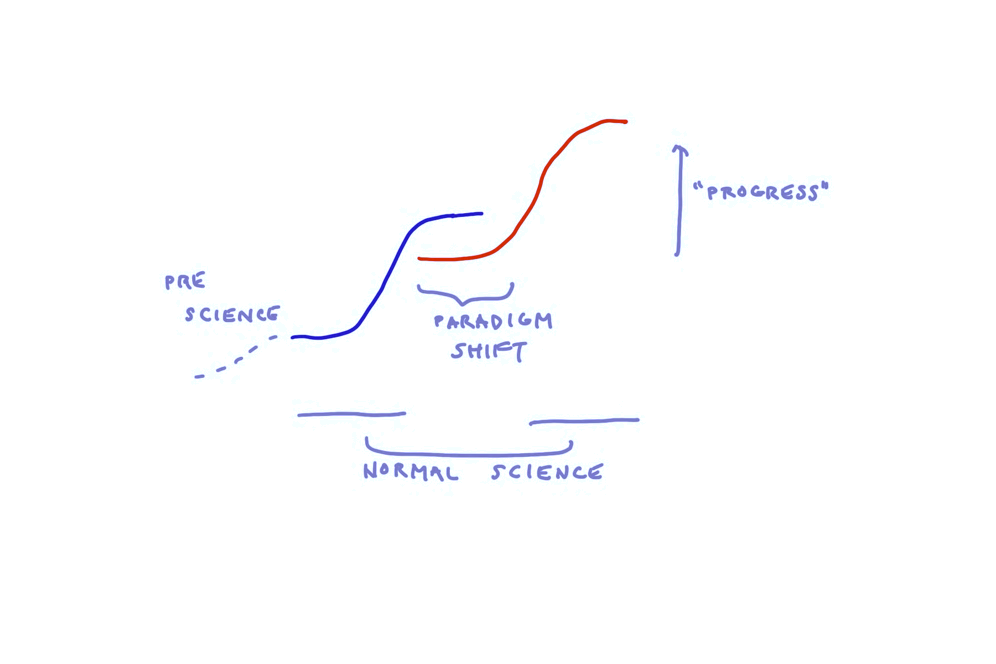 "PROGRESS"
PRE
SCIENCE
PARADIGM
SHIFT
NORMAL SCIENCE